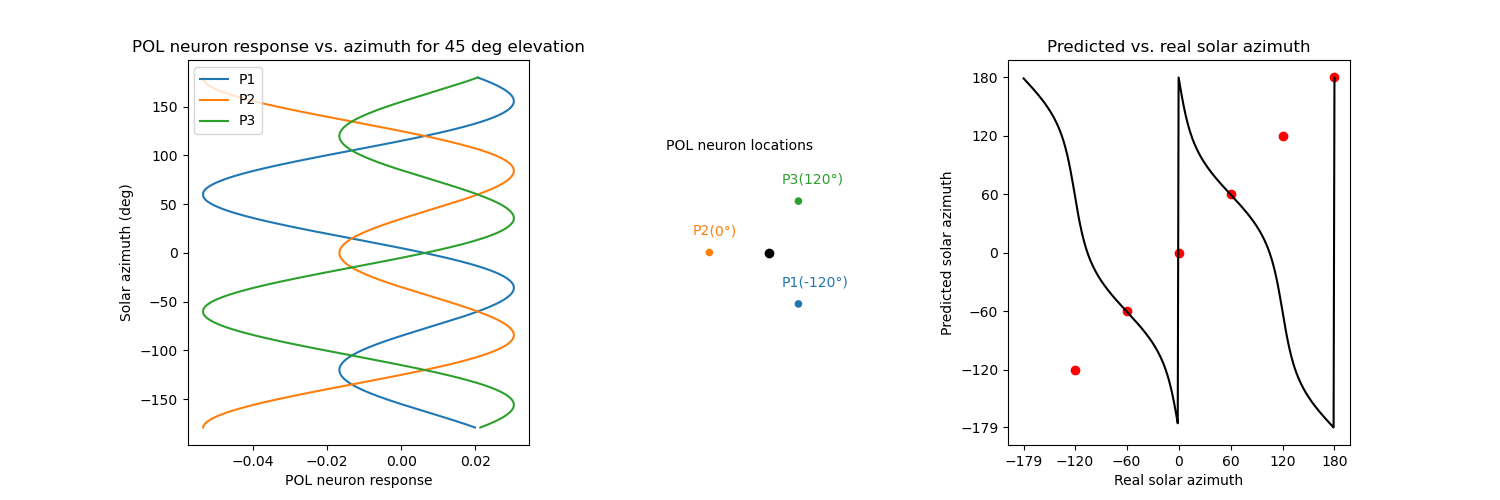 POL neuron response vs. azimuth for 45 deg elevation
P1
P2
P3
150
100
50
0
−50
−100
−150
Solar azimuth (deg)
−0.04
−0.02
0.00
0.02
POL neuron response
POL neuron locations
P3(120°)
P2(0°)
P1(-120°)
Predicted vs. real solar azimuth
180
120
60
0
−60
−120
−179
Predicted solar azimuth
−179
−120
−60
0
60
120
180
Real solar azimuth